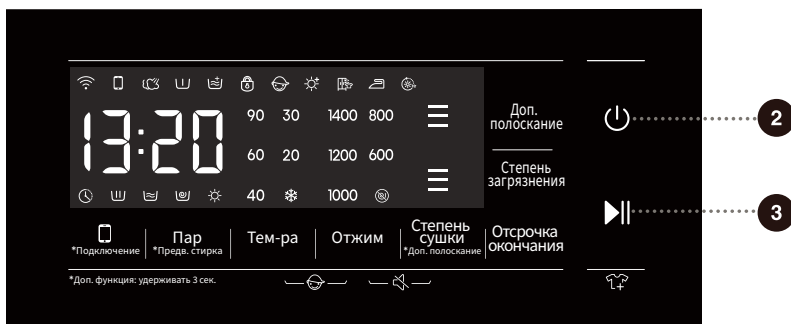 13:20
90 30 1400 800
60 20 1200 600
40 1000
Доп.
полоскание
Степень
загрязнения
*Подключение
Пар
*Предв. стирка
Тем-ра
Отжим
Степень
сушки
*Доп. полоскание
Отсрочка
окончания
*Доп. функция: удерживать 3 сек.
2
3